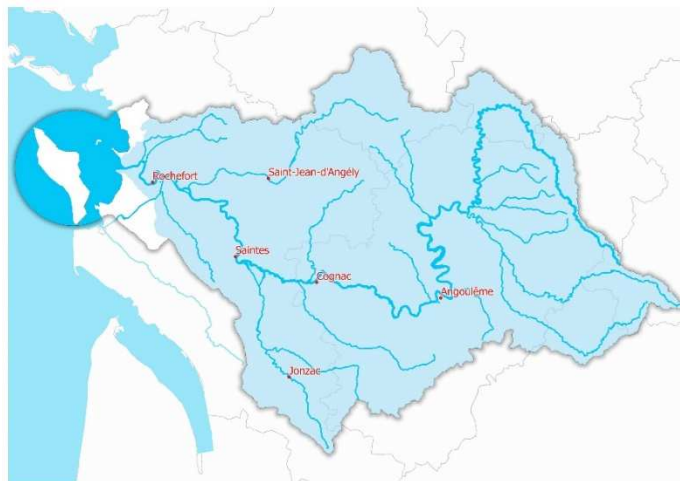 Rochefort
Saint-Jean-d'Angély
Saintes
Cognac
Angoulême
Jonzac